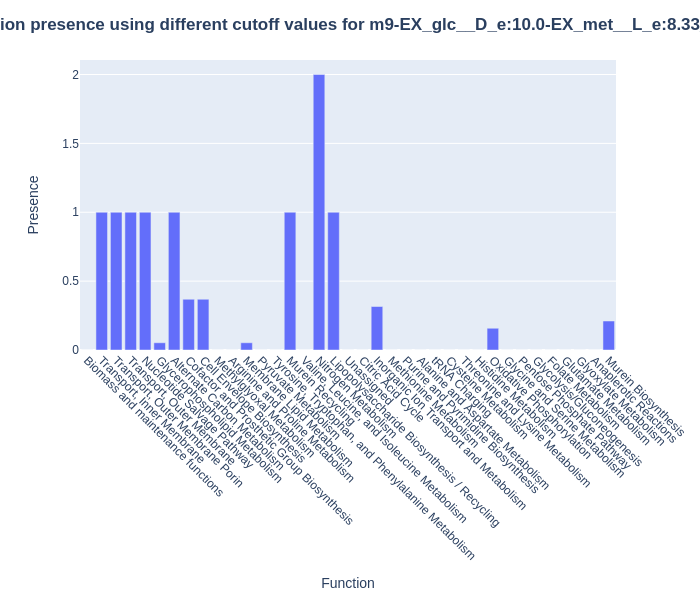 ion presence using different cutoff values for m9-EX_glc__D_e:10.0-EX_met__L_e:8.33
Presence
2
1.5
1
0.5
0
Biomass and maintenance functions
Transport, Inner Membrane
Transport, Outer Membrane
Transport, Outer Membrane Porin
Nucleotide Salvage Pathway
Glycerophospholipid Metabolism
Alternate Carbon Metabolism
Cofactor and Prosthetic Group Biosynthesis
Cell Envelope Biosynthesis
Methylglyoxal Metabolism
Arginine and Proline Metabolism
Membrane Lipid Metabolism
Pyruvate Metabolism
Tyrosine, Tryptophan, and Phenylalanine Metabolism
Murein Recycling
Valine, Leucine, and Isoleucine Metabolism
Nitrogen Metabolism
Lipopolysaccharide Biosynthesis / Recycling
Unassigned
Citric Acid Cycle
Inorganic Ion Transport and Metabolism
Methionine Metabolism
Purine and Pyrimidine Biosynthesis
Alanine and Aspartate Metabolism
tRNA Charging
Cysteine Metabolism
Threonine and Lysine Metabolism
Histidine Metabolism
Oxidative Phosphorylation
Glycine and Serine Metabolism
Pentose Phosphate Pathway
Glycolysis/Gluconeogenesis
Folate Metabolism
Glutamate Metabolism
Glyoxylate Metabolism
Anaplerotic Reactions
Murein Biosynthesis
Function